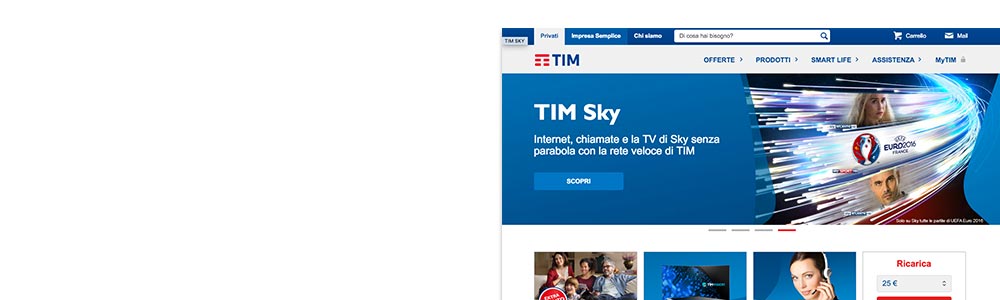 TIM SKY
Privati
Impresa Semplice
Chi siamo
Di cosa hai bisogno?
Carrello
Mail
TIM
OFFERTE
PRODOTTI
SMART LIFE
ASSISTENZA
MyTIM
TIM Sky
Internet, chiamate e la TV di Sky senza
parabola con la rete veloce di TIM
SCOPRI
UEFA
EURO2016
FRANCE
Solo su Sky tutte le partite di UEFA Euro 2016
EXTRA
Ricarica
25 €